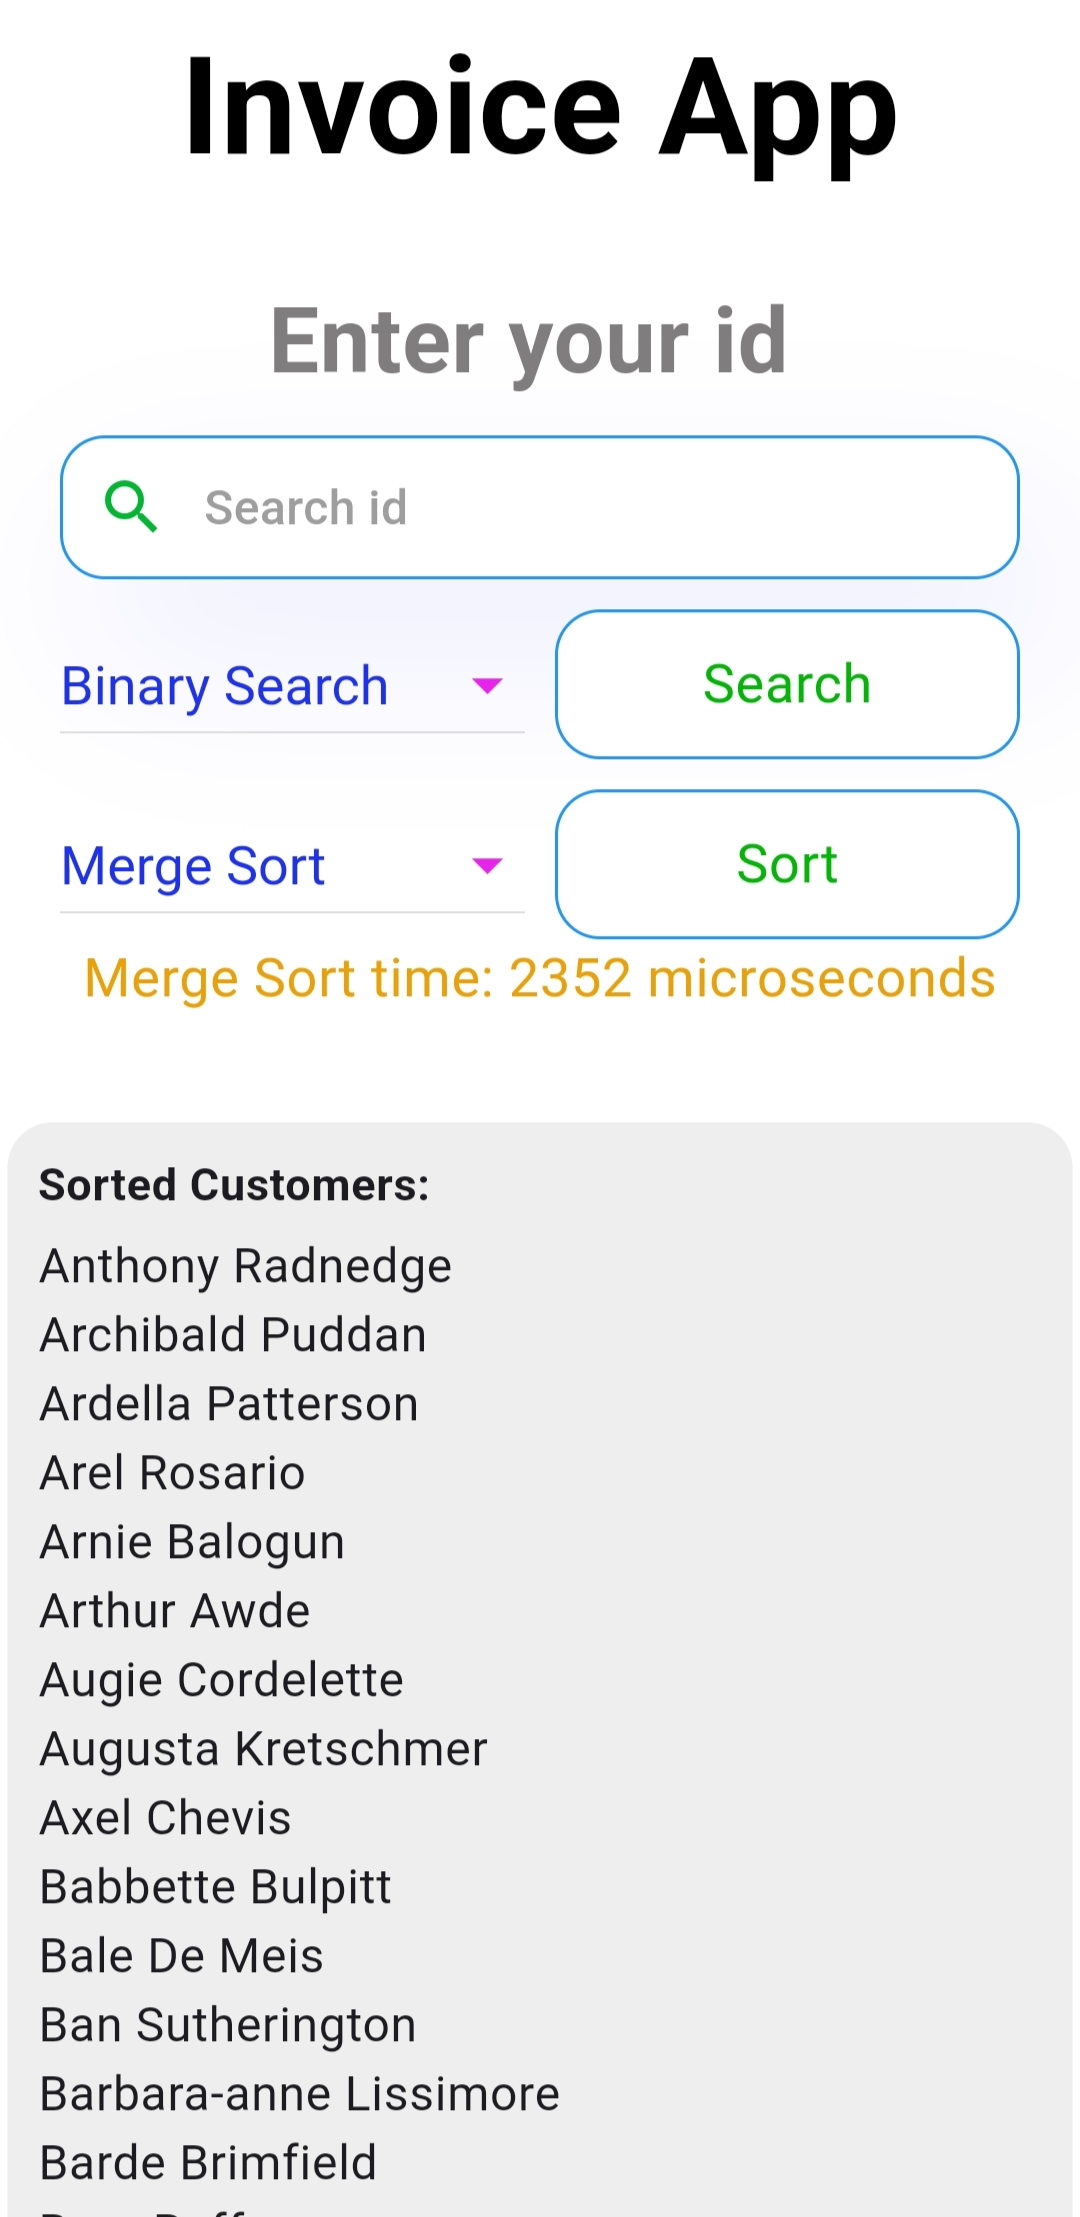 Invoice App
Enter your id
Search id
Binary Search
Search
Merge Sort
Sort
Merge Sort time: 2352 microseconds
Sorted Customers:
Anthony Radnedge
Archibald Puddan
Ardella Patterson
Arel Rosario
Arnie Balogun
Arthur Awde
Augie Cordelette
Augusta Kretschmer
Axel Chevis
Babbette Bulpitt
Bale De Meis
Ban Sutherington
Barbara-anne Lissimore
Barde Brimfield